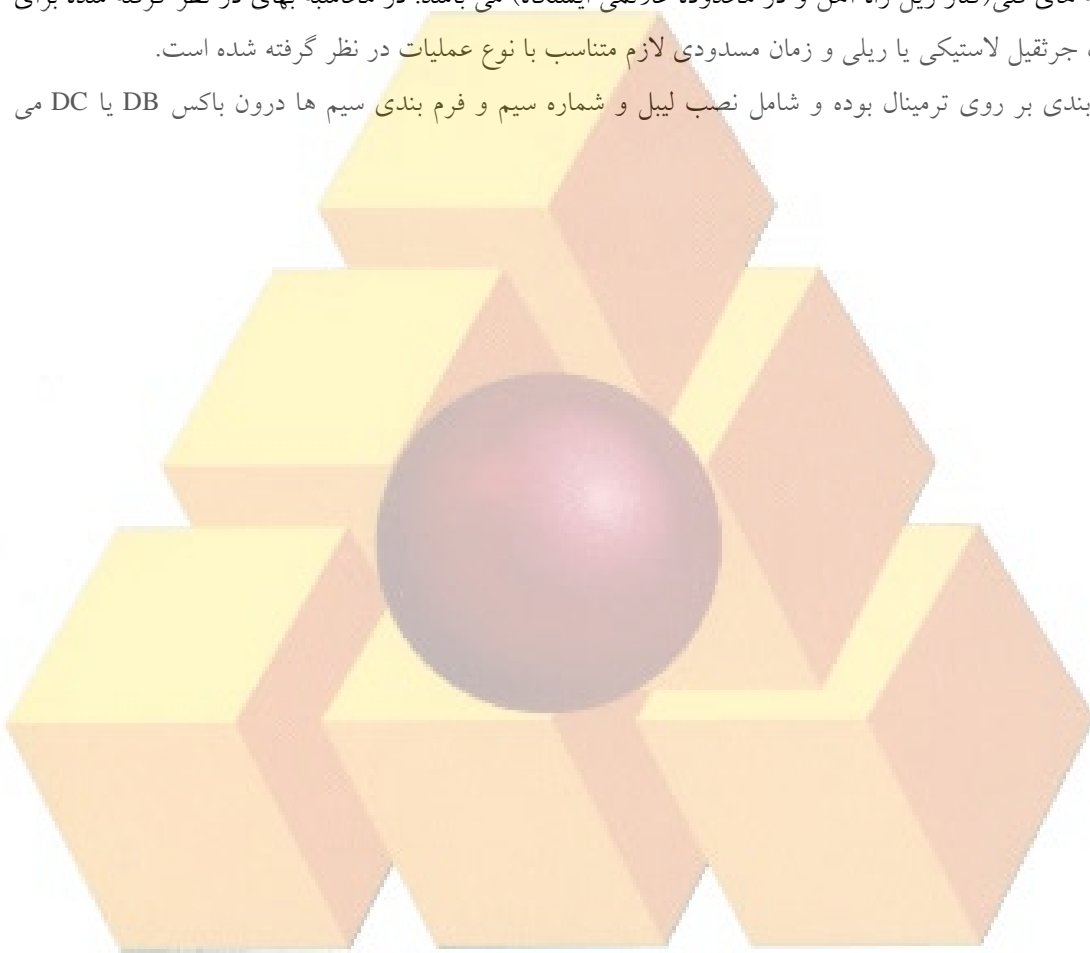 های فنی(کنار ریل راه آهن و در محدوده علائمی ایستگاه) می باشد. در محاسبه بهای در نظر گرفته شده برای
جرثقیل لاستیکی یا ریلی و زمان مسدودی لازم متناسب با نوع عملیات در نظر گرفته شده است.
بندی بر روی ترمینال بوده و شامل نصب لیبل و شماره سیم و فرم بندی سیم ها درون باکس DB یا DC می